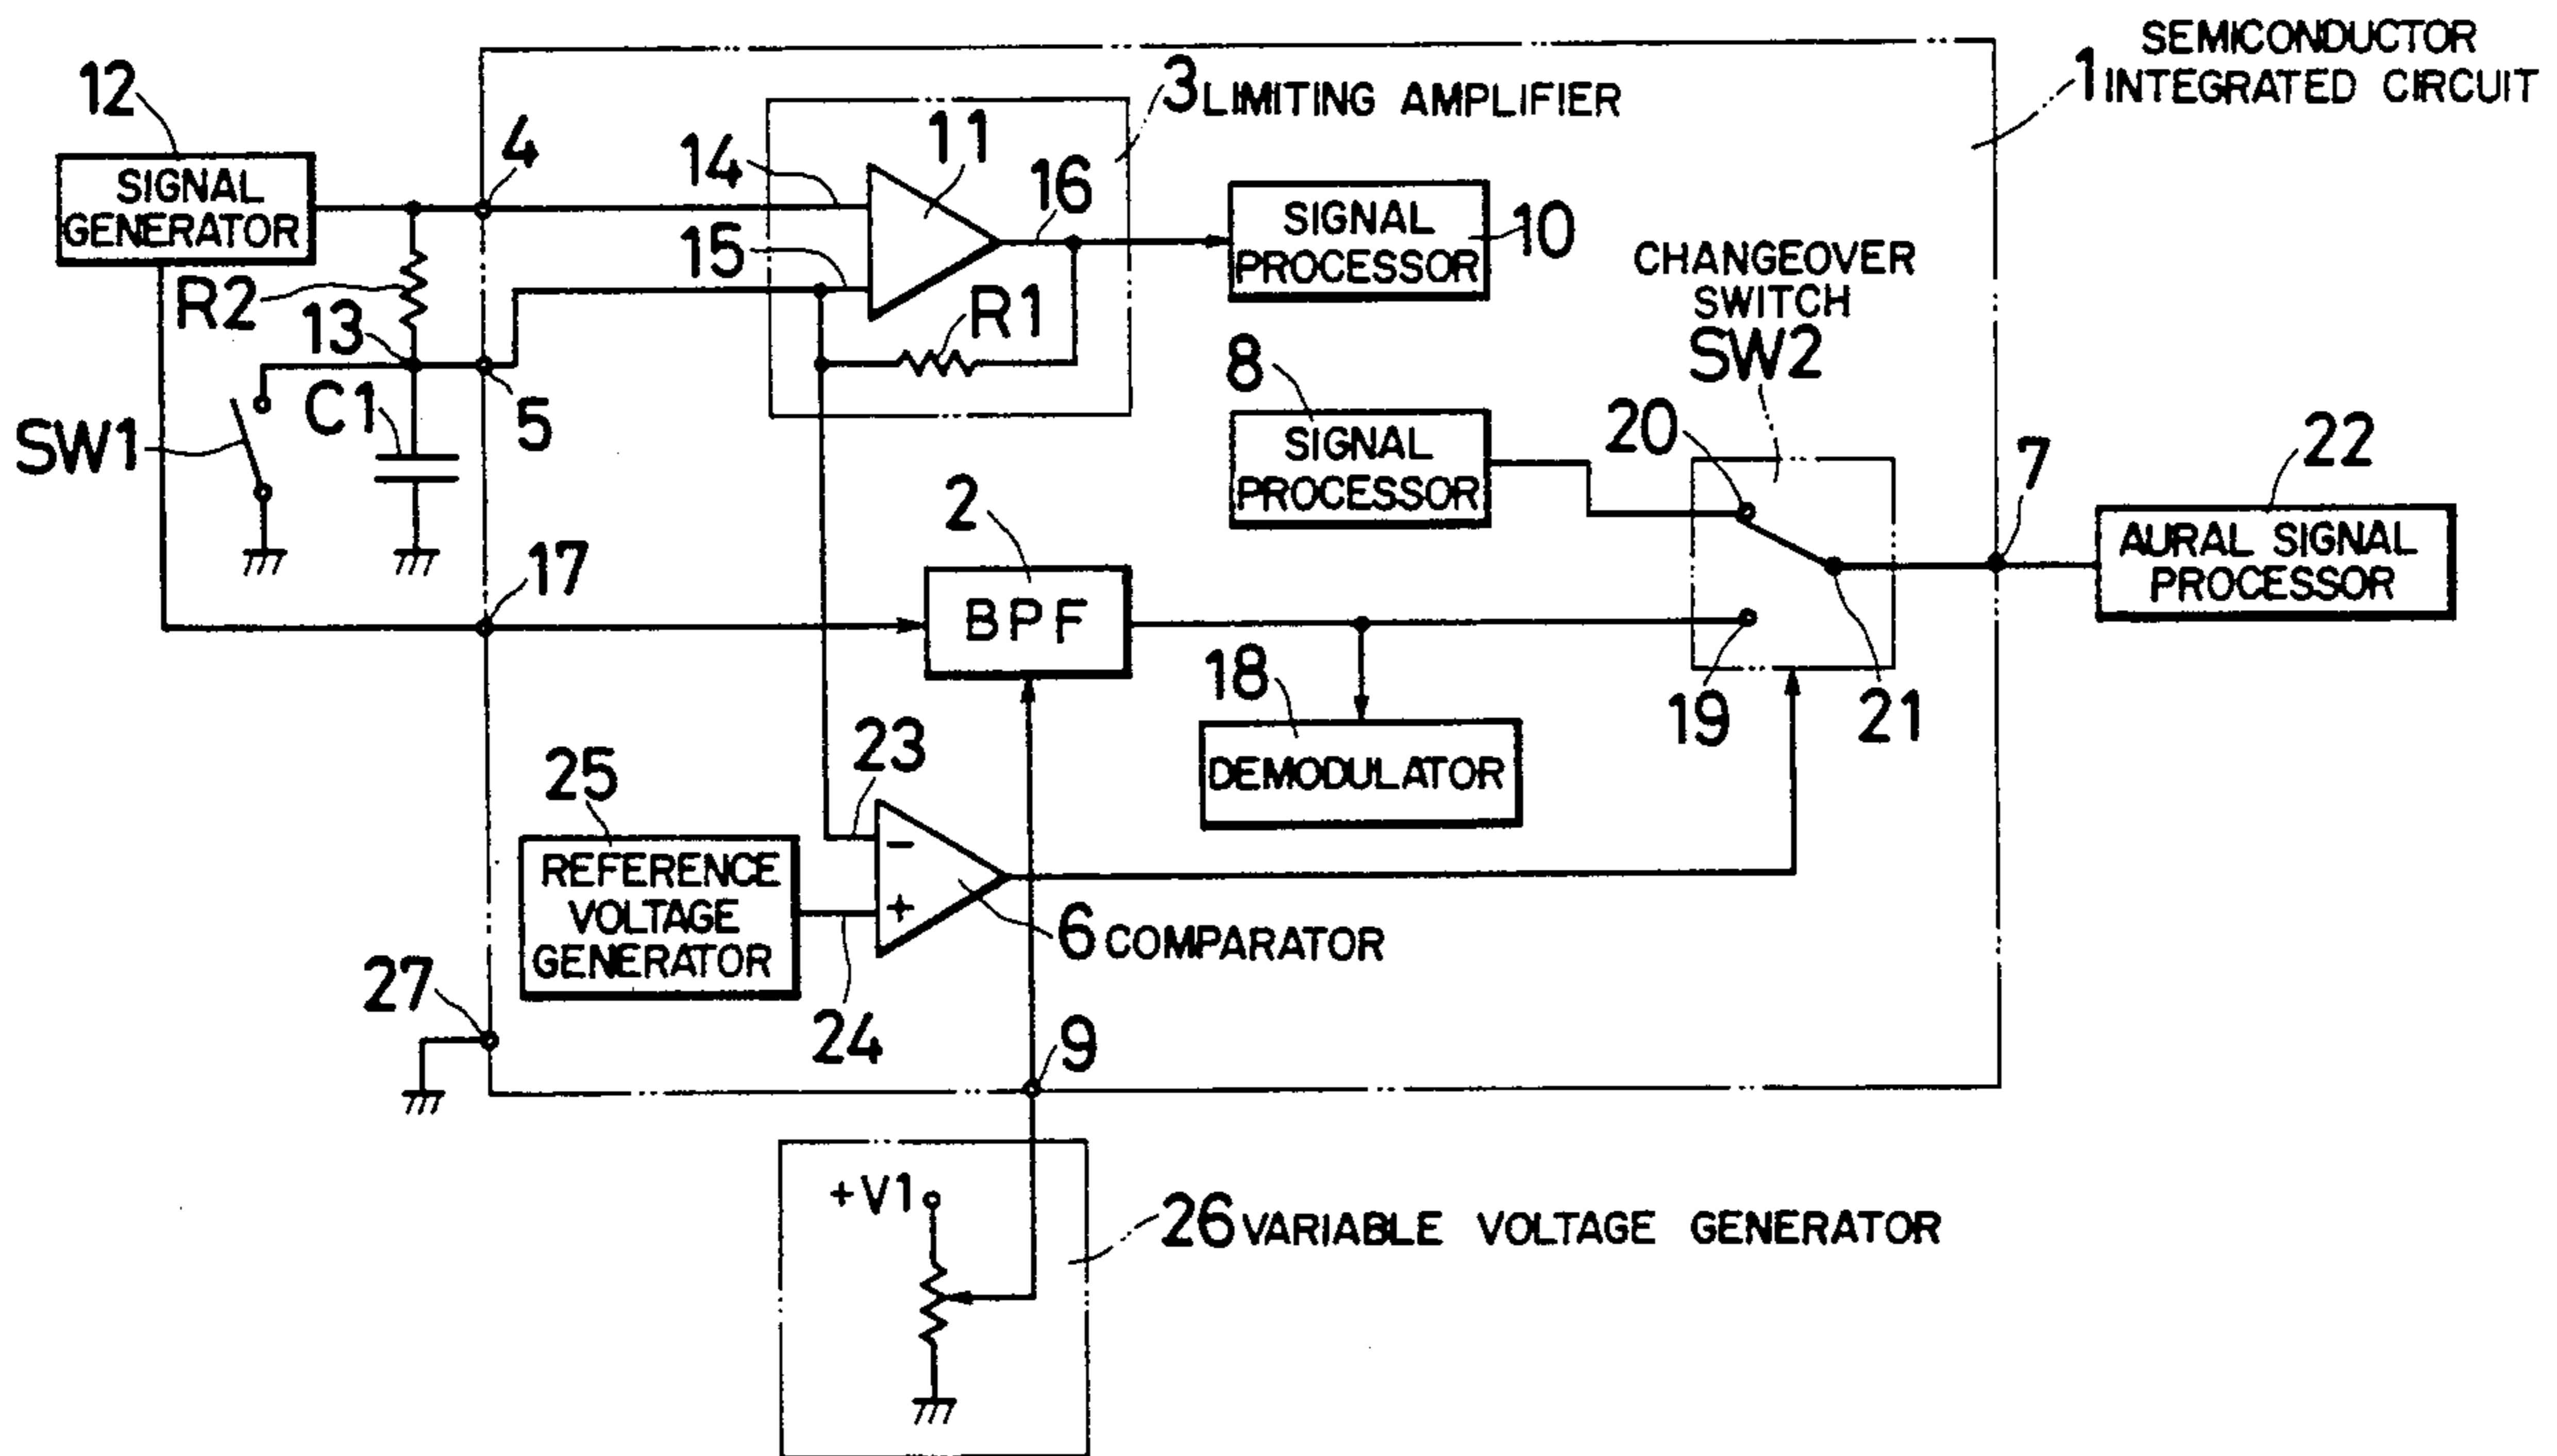 SEMICONDUCTOR
1 INTEGRATED CIRCUIT
12
4
3 LIMITING AMPLIFIER
11
14
16
SIGNAL
GENERATOR
SIGNAL
PROCESSOR
10
15
R2
13
R1
CHANGEOVER
SWITCH
SW2
8
C1
5
SW1
20
SIGNAL
PROCESSOR
7
22
2
17
AURAL SIGNAL
PROCESSOR
BPF
18
19
21
23
25
DEMODULATOR
REFERENCE
VOLTAGE
GENERATOR
−
+
6 COMPARATOR
27
24
9
+V1
26 VARIABLE VOLTAGE GENERATOR